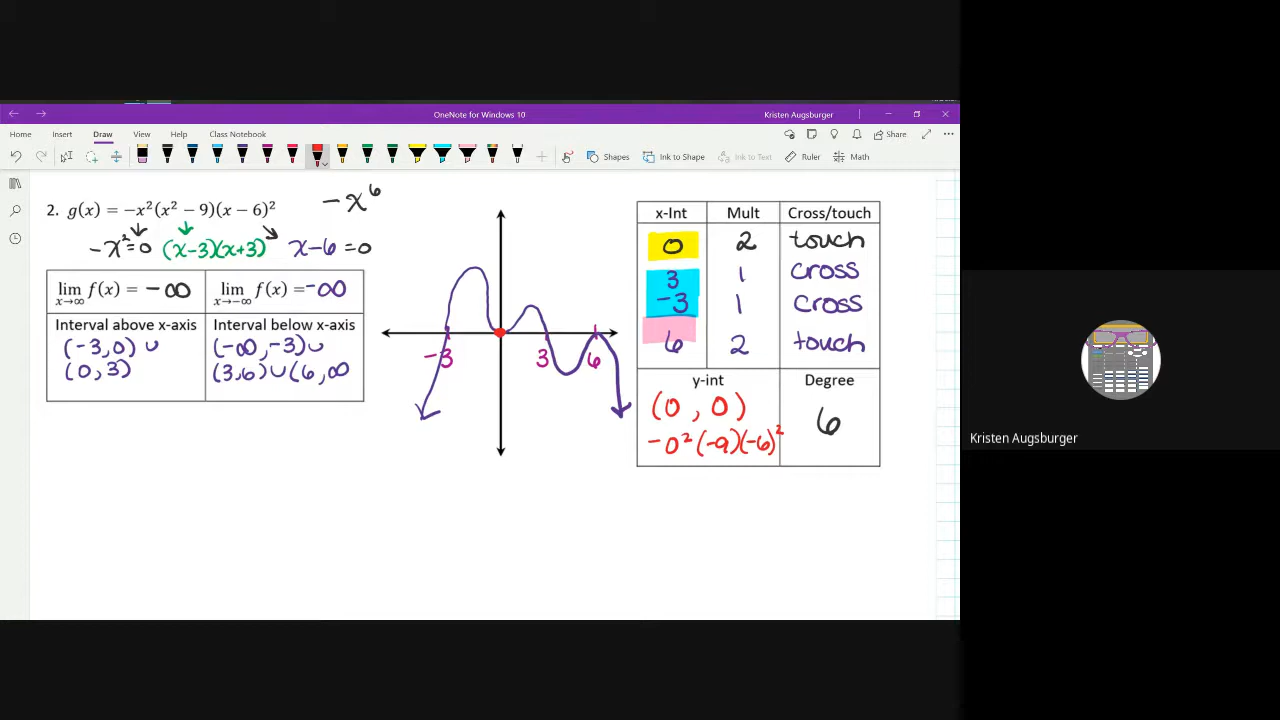 OneNote for Windows 10
Kristen Augsburger
Home Insert Draw View Help Class Notebook
Share
Shapes Ink to Shape Ink to Text Ruler Math
2. g(x) = −x²(x² − 9)(x − 6)²
−x⁶
−x²=0 (x−3)(x+3) x−6=0
lim x→∞ f(x) = −∞
lim x→−∞ f(x) = −∞
Interval above x-axis
(−3,0) ∪
(0,3)
Interval below x-axis
(−∞,−3)∪
(3,6)∪(6,∞
−3 3 6
x-Int Mult Cross/touch
0 2 touch
3 1 cross
−3 1 cross
6 2 touch
y-int
(0, 0)
−0²(−9)(−6)²
Degree
6
Kristen Augsburger